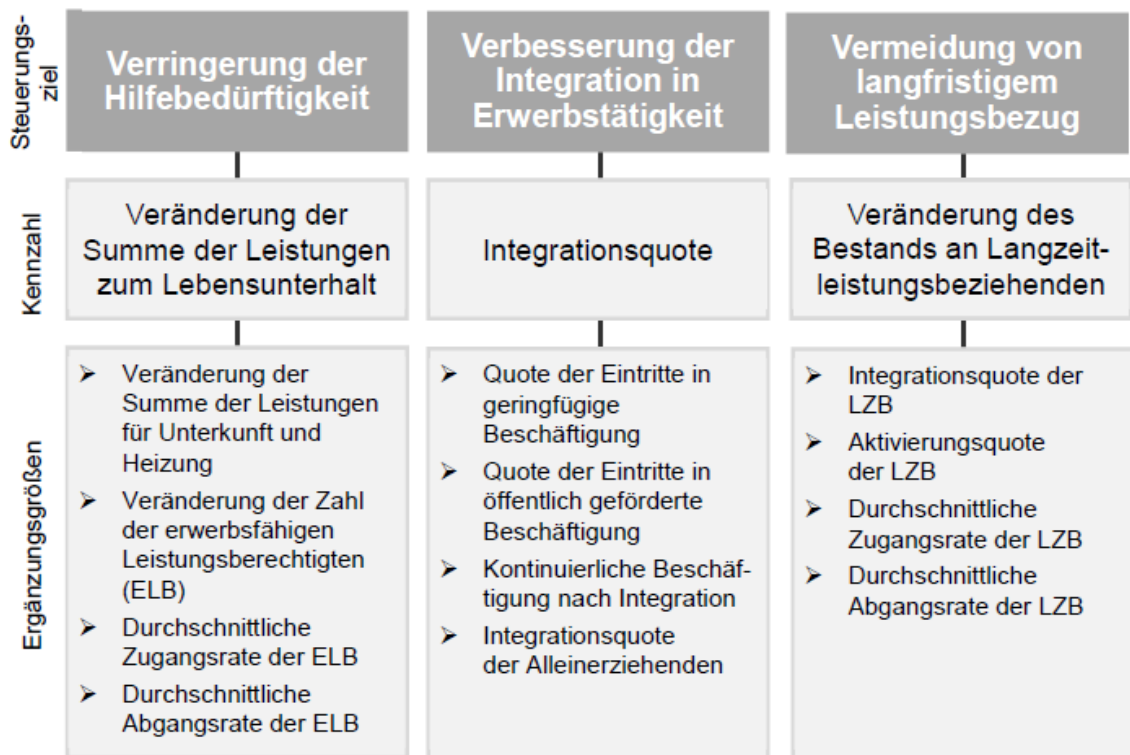 Steuerungs-
ziel
Verringerung der
Hilfebedürftigkeit
Verbesserung der
Integration in
Erwerbstätigkeit
Vermeidung von
langfristigem
Leistungsbezug
Kennzahl
Veränderung der
Summe der Leistungen
zum Lebensunterhalt
Integrationsquote
Veränderung des
Bestands an Langzeit-
leistungsbeziehenden
Ergänzungsgrößen
➤ Veränderung der
Summe der Leistungen
für Unterkunft und
Heizung
➤ Veränderung der Zahl
der erwerbsfähigen
Leistungsberechtigten
(ELB)
➤ Durchschnittliche
Zugangsrate der ELB
➤ Durchschnittliche
Abgangsrate der ELB
➤ Quote der Eintritte in
geringfügige
Beschäftigung
➤ Quote der Eintritte in
öffentlich geförderte
Beschäftigung
➤ Kontinuierliche Beschäf-
tigung nach Integration
➤ Integrationsquote
der Alleinerziehenden
➤ Integrationsquote der
LZB
➤ Aktivierungsquote
der LZB
➤ Durchschnittliche
Zugangsrate der LZB
➤ Durchschnittliche
Abgangsrate der LZB